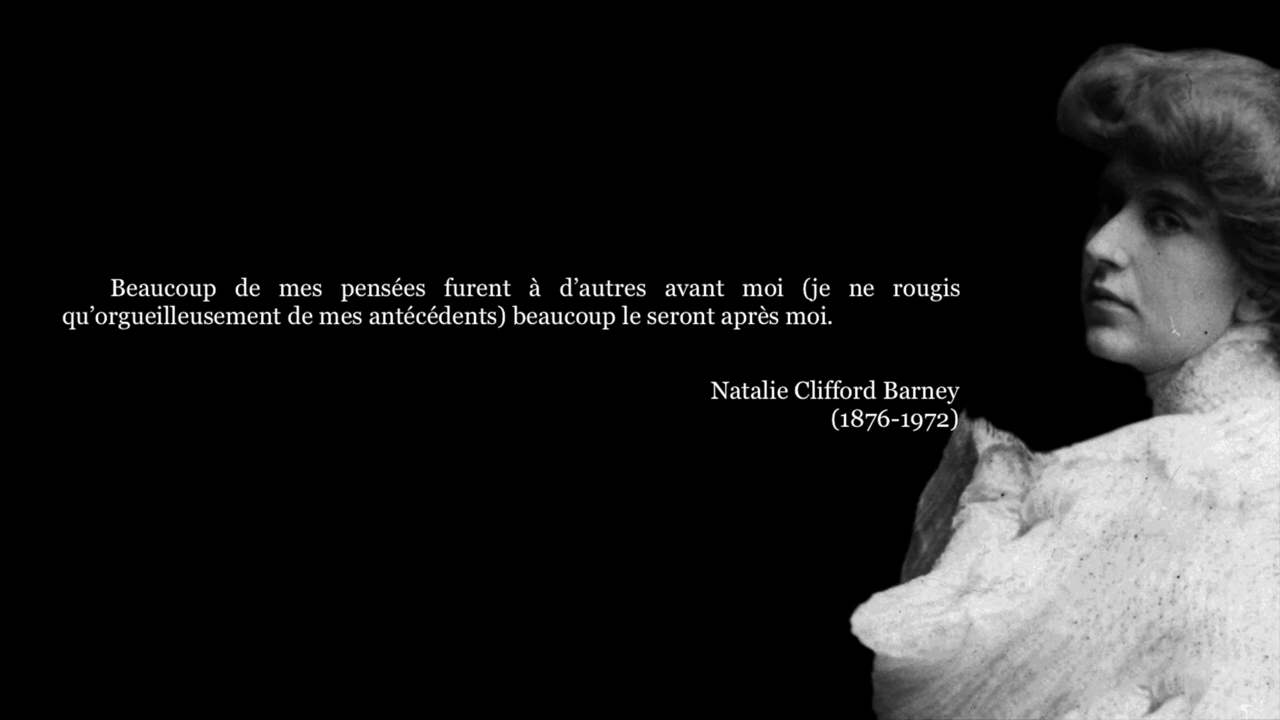 Beaucoup de mes pensées furent à d’autres avant moi (je ne rougis
qu’orgueilleusement de mes antécédents) beaucoup le seront après moi.
Natalie Clifford Barney
(1876-1972)